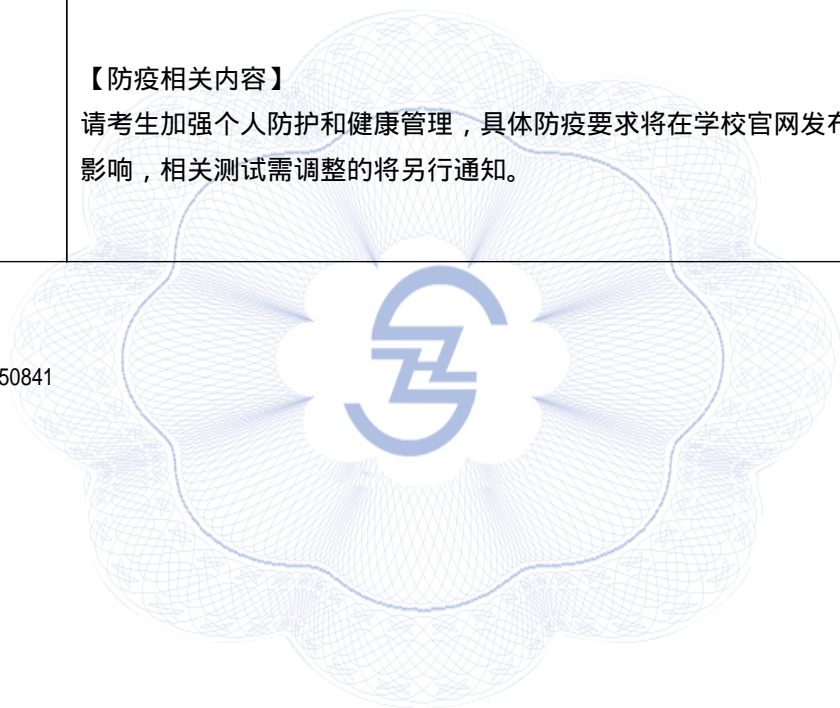 【防疫相关内容】
请考生加强个人防护和健康管理，具体防疫要求将在学校官网发布
影响，相关测试需调整的将另行通知。
50841